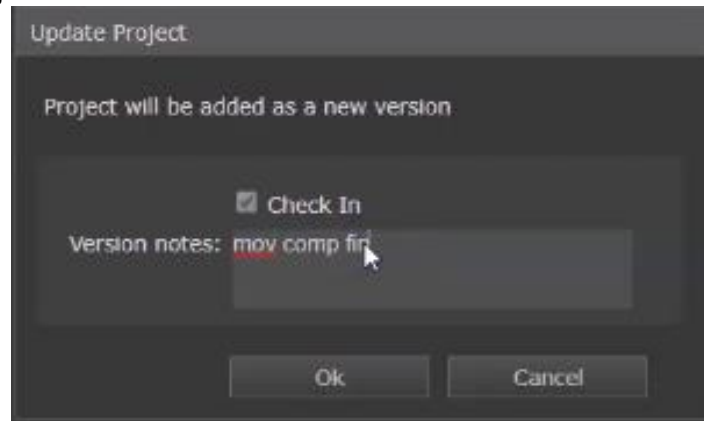 Update Project
Project will be added as a new version
Check In
Version notes: mov comp fin
Ok
Cancel